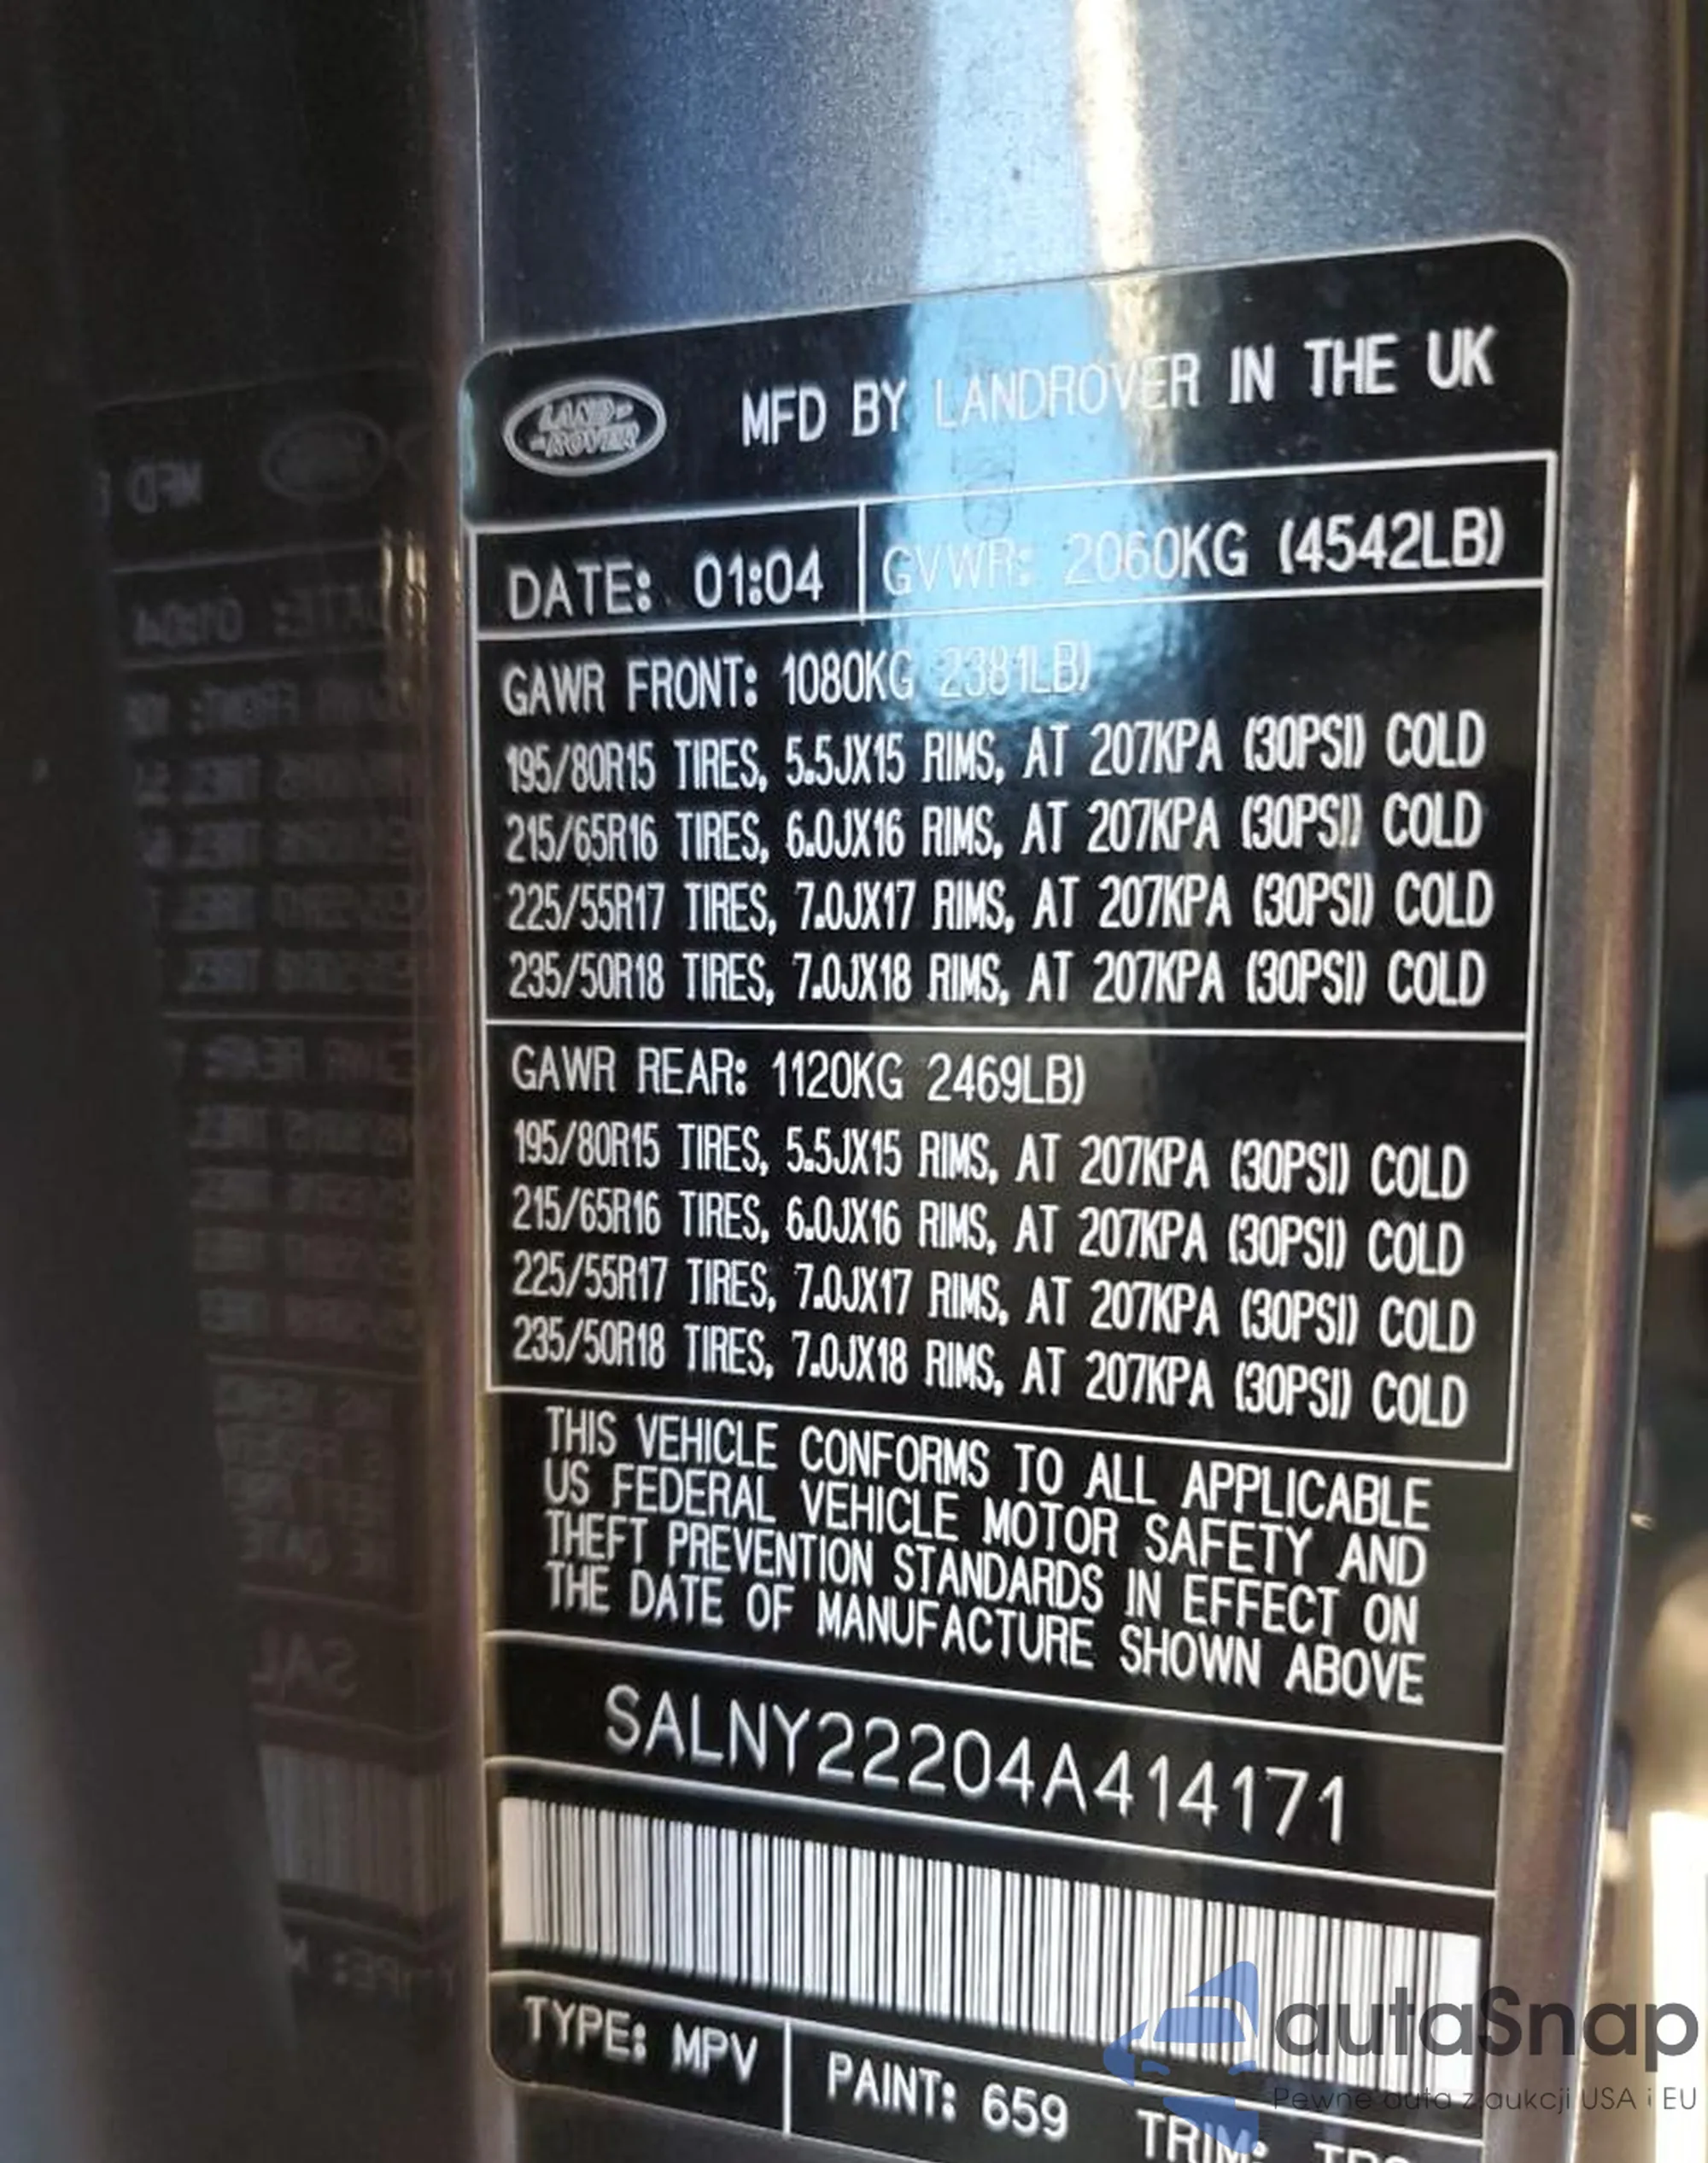 LAND-
-ROVER
MFD BY LANDROVER IN THE UK
DATE: 01:04
GVWR: 2060KG (4542LB)
GAWR FRONT: 1080KG 2381LB)
195/80R15 TIRES, 5.5JX15 RIMS, AT 207KPA (30PSI) COLD
215/65R16 TIRES, 6.0JX16 RIMS, AT 207KPA (30PSI) COLD
225/55R17 TIRES, 7.0JX17 RIMS, AT 207KPA (30PSI) COLD
235/50R18 TIRES, 7.0JX18 RIMS, AT 207KPA (30PSI) COLD
GAWR REAR: 1120KG 2469LB)
195/80R15 TIRES, 5.5JX15 RIMS, AT 207KPA (30PSI) COLD
215/65R16 TIRES, 6.0JX16 RIMS, AT 207KPA (30PSI) COLD
225/55R17 TIRES, 7.0JX17 RIMS, AT 207KPA (30PSI) COLD
235/50R18 TIRES, 7.0JX18 RIMS, AT 207KPA (30PSI) COLD
THIS VEHICLE CONFORMS TO ALL APPLICABLE
US FEDERAL VEHICLE MOTOR SAFETY AND
THEFT PREVENTION STANDARDS IN EFFECT ON
THE DATE OF MANUFACTURE SHOWN ABOVE
SALNY22204A414171
TYPE: MPV
PAINT: 659
TRIM:
autaSnap
Pewne auta z aukcji USA i EU